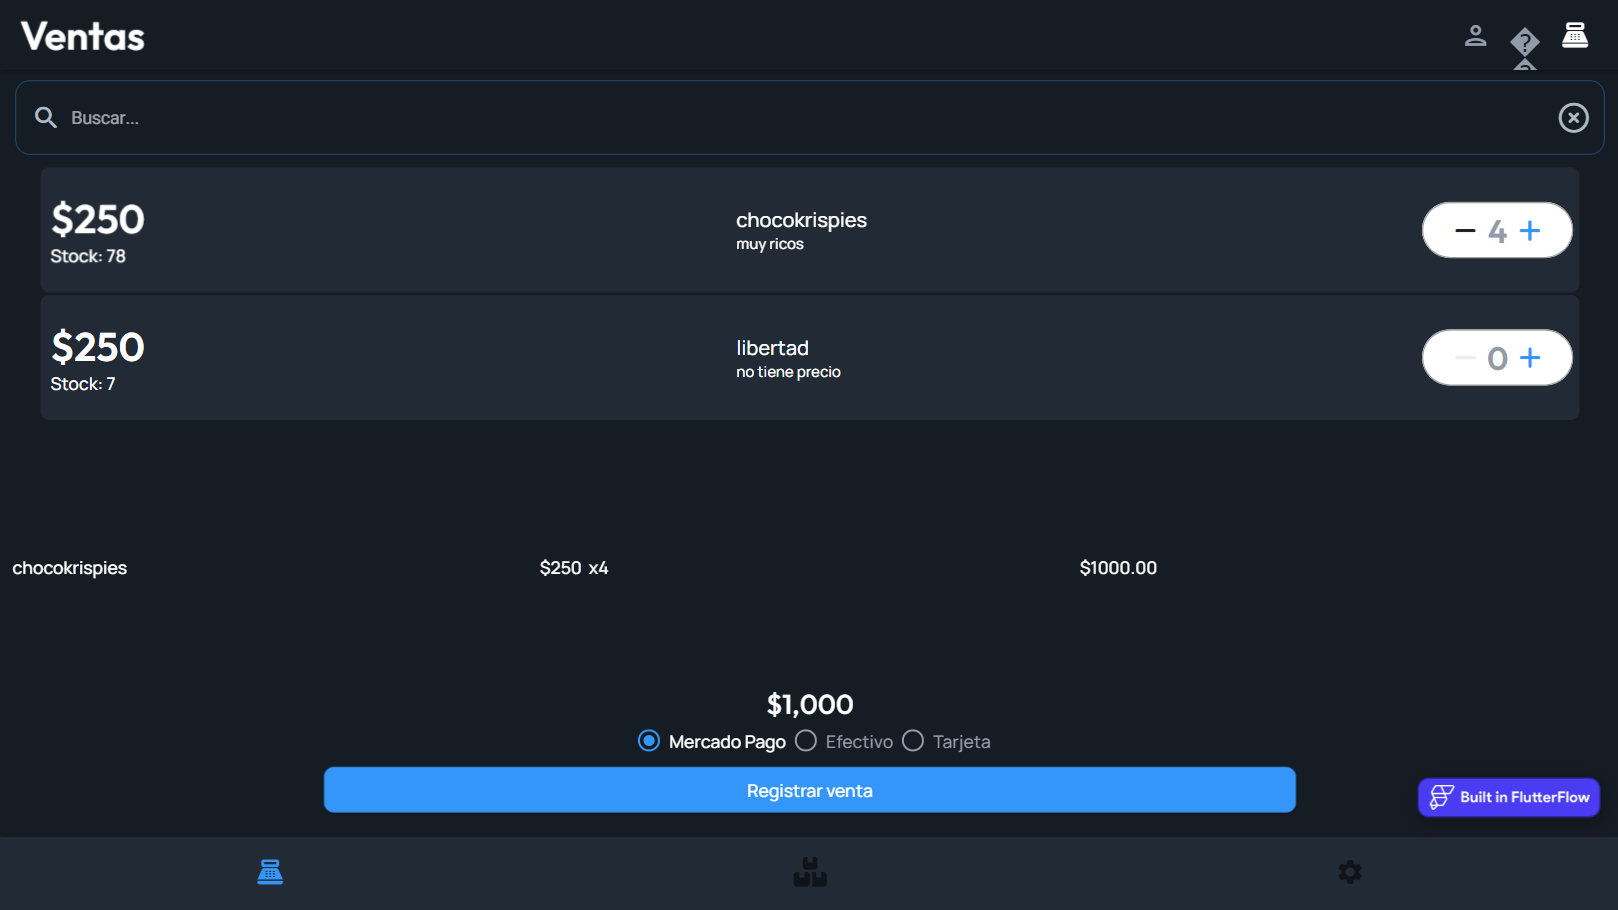 Ventas
Buscar...
$250
Stock: 78
chocokrispies
muy ricos
4
$250
Stock: 7
libertad
no tiene precio
0
chocokrispies $250 x4 $1000.00
$1,000
Mercado Pago Efectivo Tarjeta
Registrar venta
Built in FlutterFlow